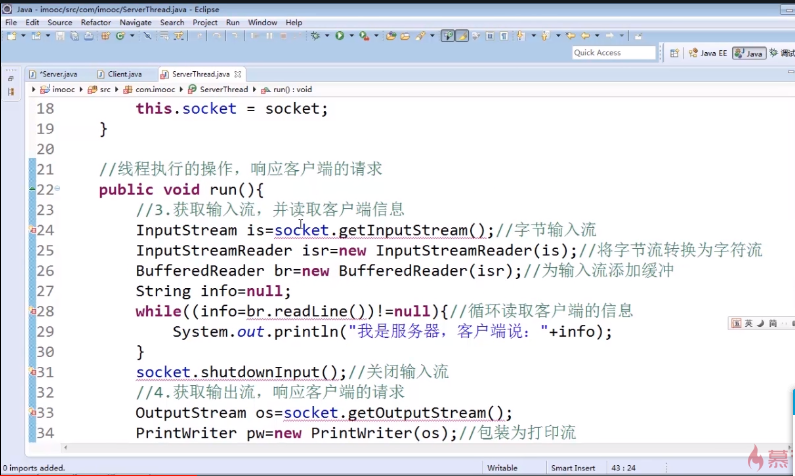 Java - imooc/src/com/imooc/ServerThread.java - Eclipse
File Edit Source Refactor Navigate Search Project Run Window Help
Quick Access
Java EE Java 调试
*Server.java Client.java ServerThread.java
imooc src com.imooc ServerThread run() : void
18 this.socket = socket;
19 }
20
21 //线程执行的操作，响应客户端的请求
22 public void run(){
23 //3.获取输入流，并读取客户端信息
24 InputStream is=socket.getInputStream();//字节输入流
25 InputStreamReader isr=new InputStreamReader(is);//将字节流转换为字符流
26 BufferedReader br=new BufferedReader(isr);//为输入流添加缓冲
27 String info=null;
28 while((info=br.readLine())!=null){//循环读取客户端的信息
29 System.out.println("我是服务器，客户端说："+info);
30 }
31 socket.shutdownInput();//关闭输入流
32 //4.获取输出流，响应客户端的请求
33 OutputStream os=socket.getOutputStream();
34 PrintWriter pw=new PrintWriter(os);//包装为打印流
英 简
0 imports added. Writable Smart Insert 43 : 24
慕